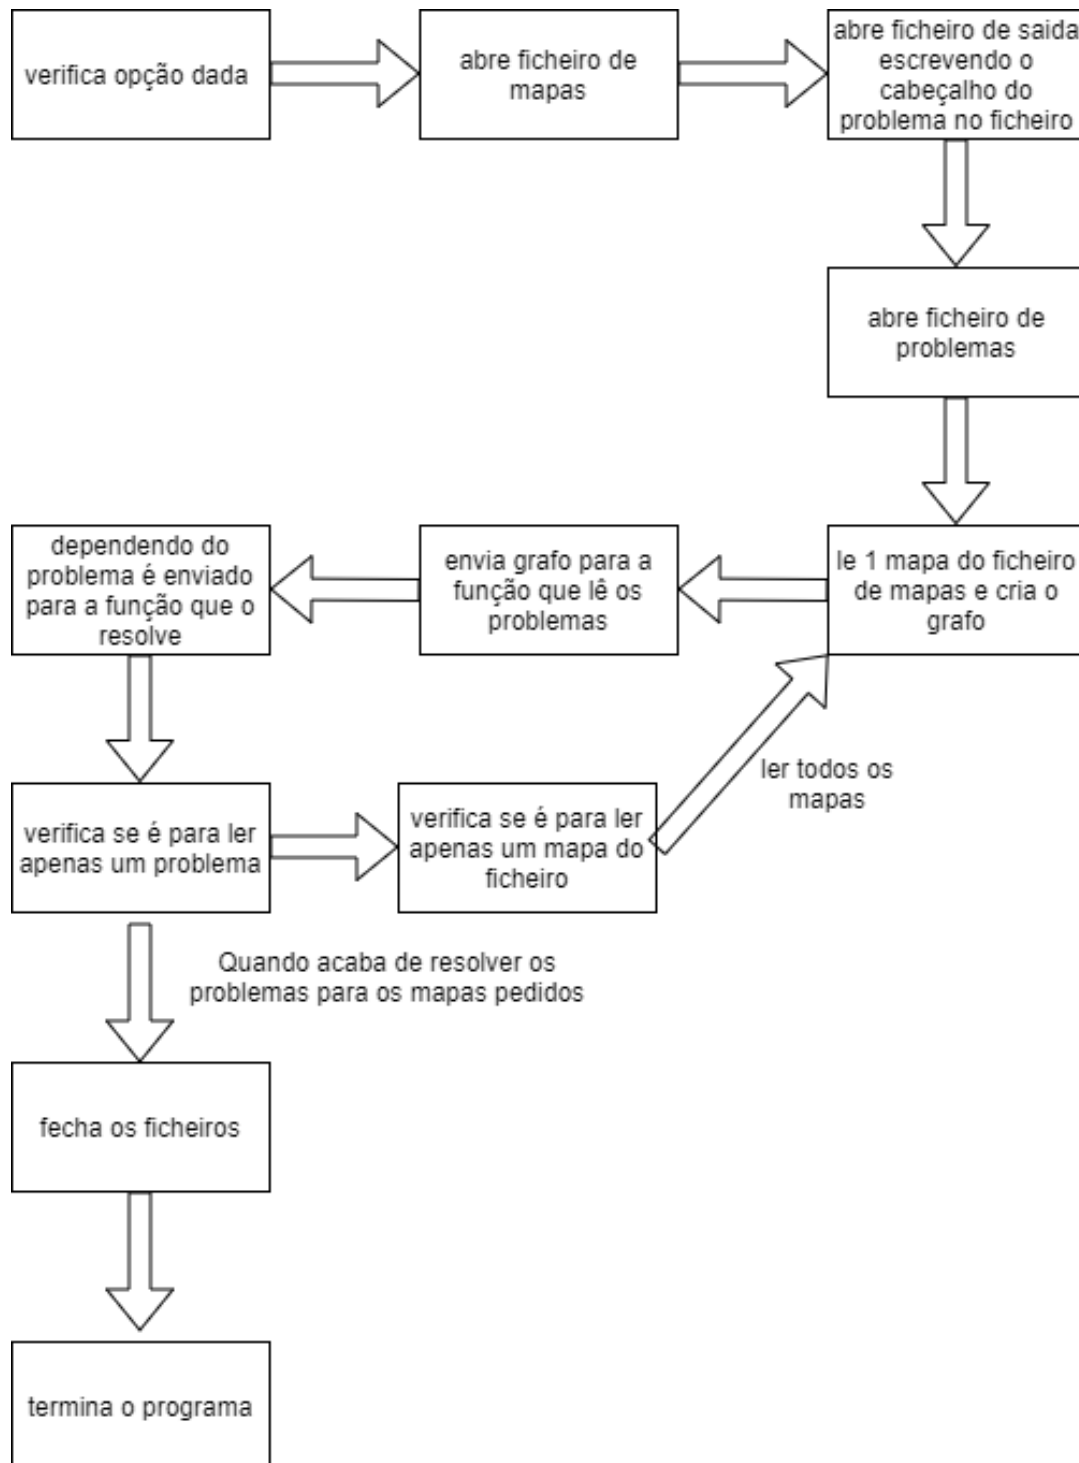 verifica opção dada
abre ficheiro de
mapas
abre ficheiro de saida
escrevendo o
cabeçalho do
problema no ficheiro
abre ficheiro de
problemas
le 1 mapa do ficheiro
de mapas e cria o
grafo
envia grafo para a
função que lê os
problemas
dependendo do
problema é enviado
para a função que o
resolve
verifica se é para ler
apenas um problema
verifica se é para ler
apenas um mapa do
ficheiro
ler todos os
mapas
Quando acaba de resolver os
problemas para os mapas pedidos
fecha os ficheiros
termina o programa